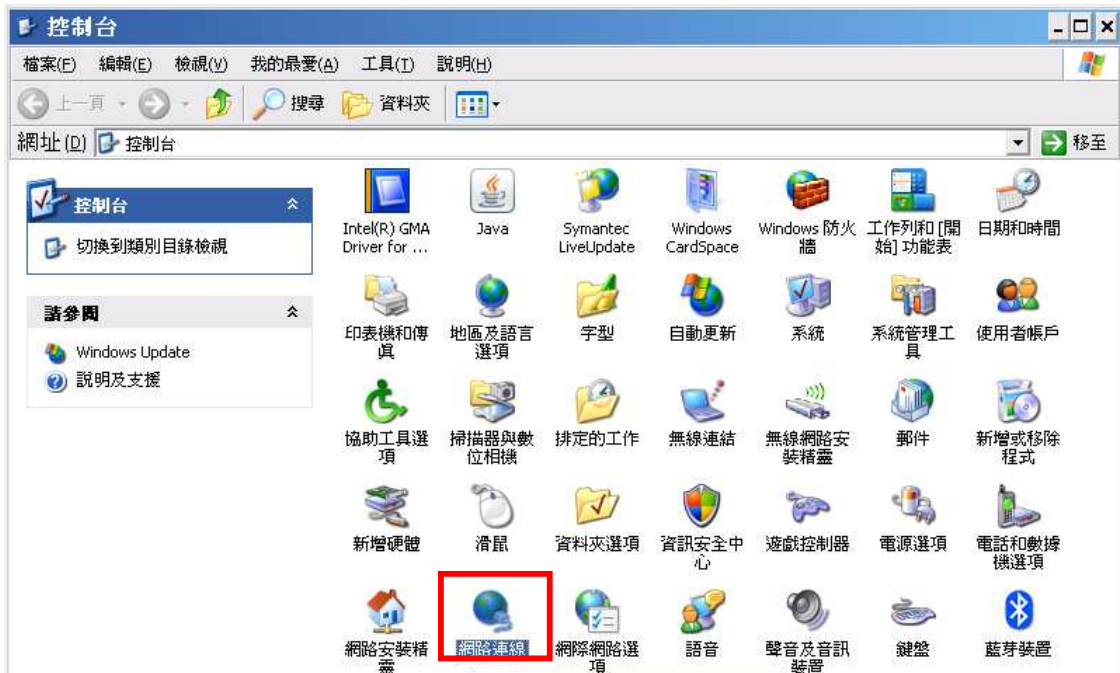 控制台
檔案(F) 編輯(E) 檢視(V) 我的最愛(A) 工具(T) 說明(H)
上一頁 搜尋 資料夾
網址(D) 控制台 移至
控制台
切換到類別目錄檢視
請參閱
Windows Update
說明及支援
Intel(R) GMA Driver for ...
Java
Symantec LiveUpdate
Windows CardSpace
Windows 防火牆
工作列和 [開始] 功能表
日期和時間
印表機和傳真
地區及語言選項
字型
自動更新
系統
系統管理工具
使用者帳戶
協助工具選項
掃描器與數位相機
排定的工作
無線連結
無線網路安裝精靈
郵件
新增或移除程式
新增硬體
滑鼠
資料夾選項
資訊安全中心
遊戲控制器
電源選項
電話和數據機選項
網路安裝精靈
網路連線
網際網路選項
語音
聲音及音訊裝置
鍵盤
藍芽裝置